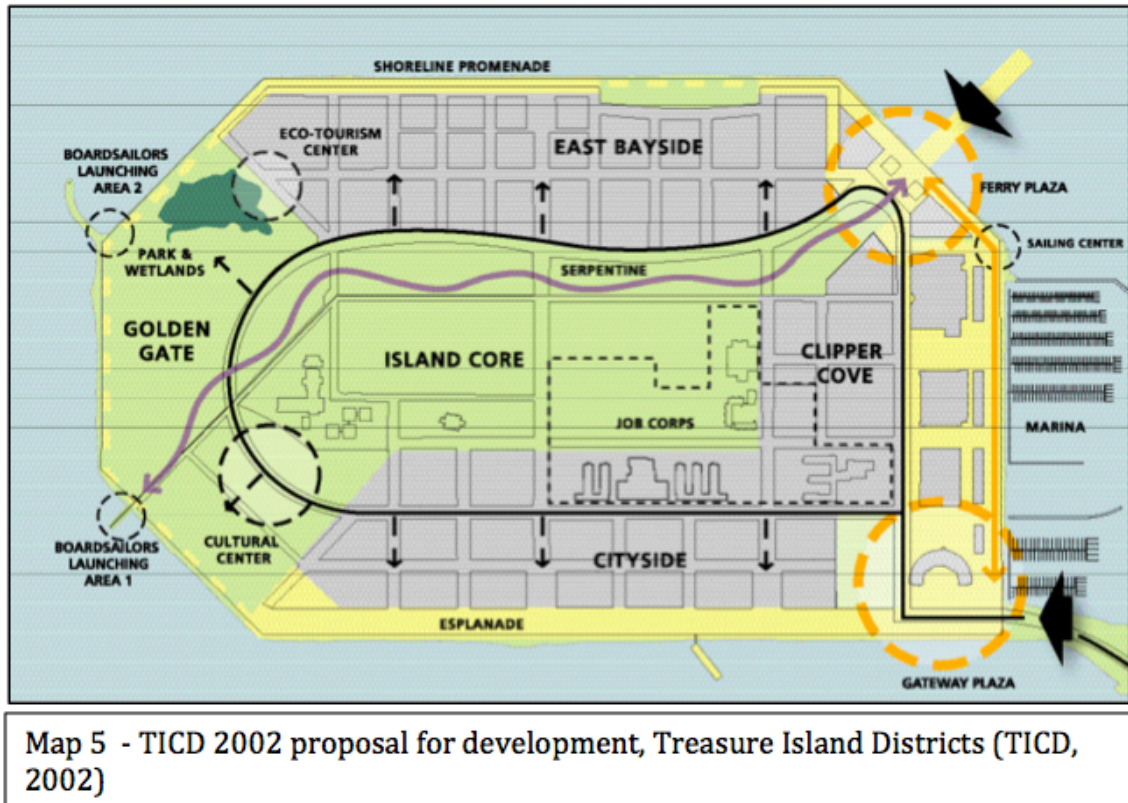 SHORELINE PROMENADE
ECO-TOURISM
CENTER
EAST BAYSIDE
BOARDSAILORS
LAUNCHING
AREA 2
FERRY PLAZA
SAILING CENTER
PARK &
WETLANDS
SERPENTINE
GOLDEN
GATE
ISLAND CORE
CLIPPER
COVE
JOB CORPS
MARINA
CULTURAL
CENTER
BOARDSAILORS
LAUNCHING
AREA 1
CITYSIDE
ESPLANADE
GATEWAY PLAZA
Map 5 - TICD 2002 proposal for development, Treasure Island Districts (TICD,
2002)